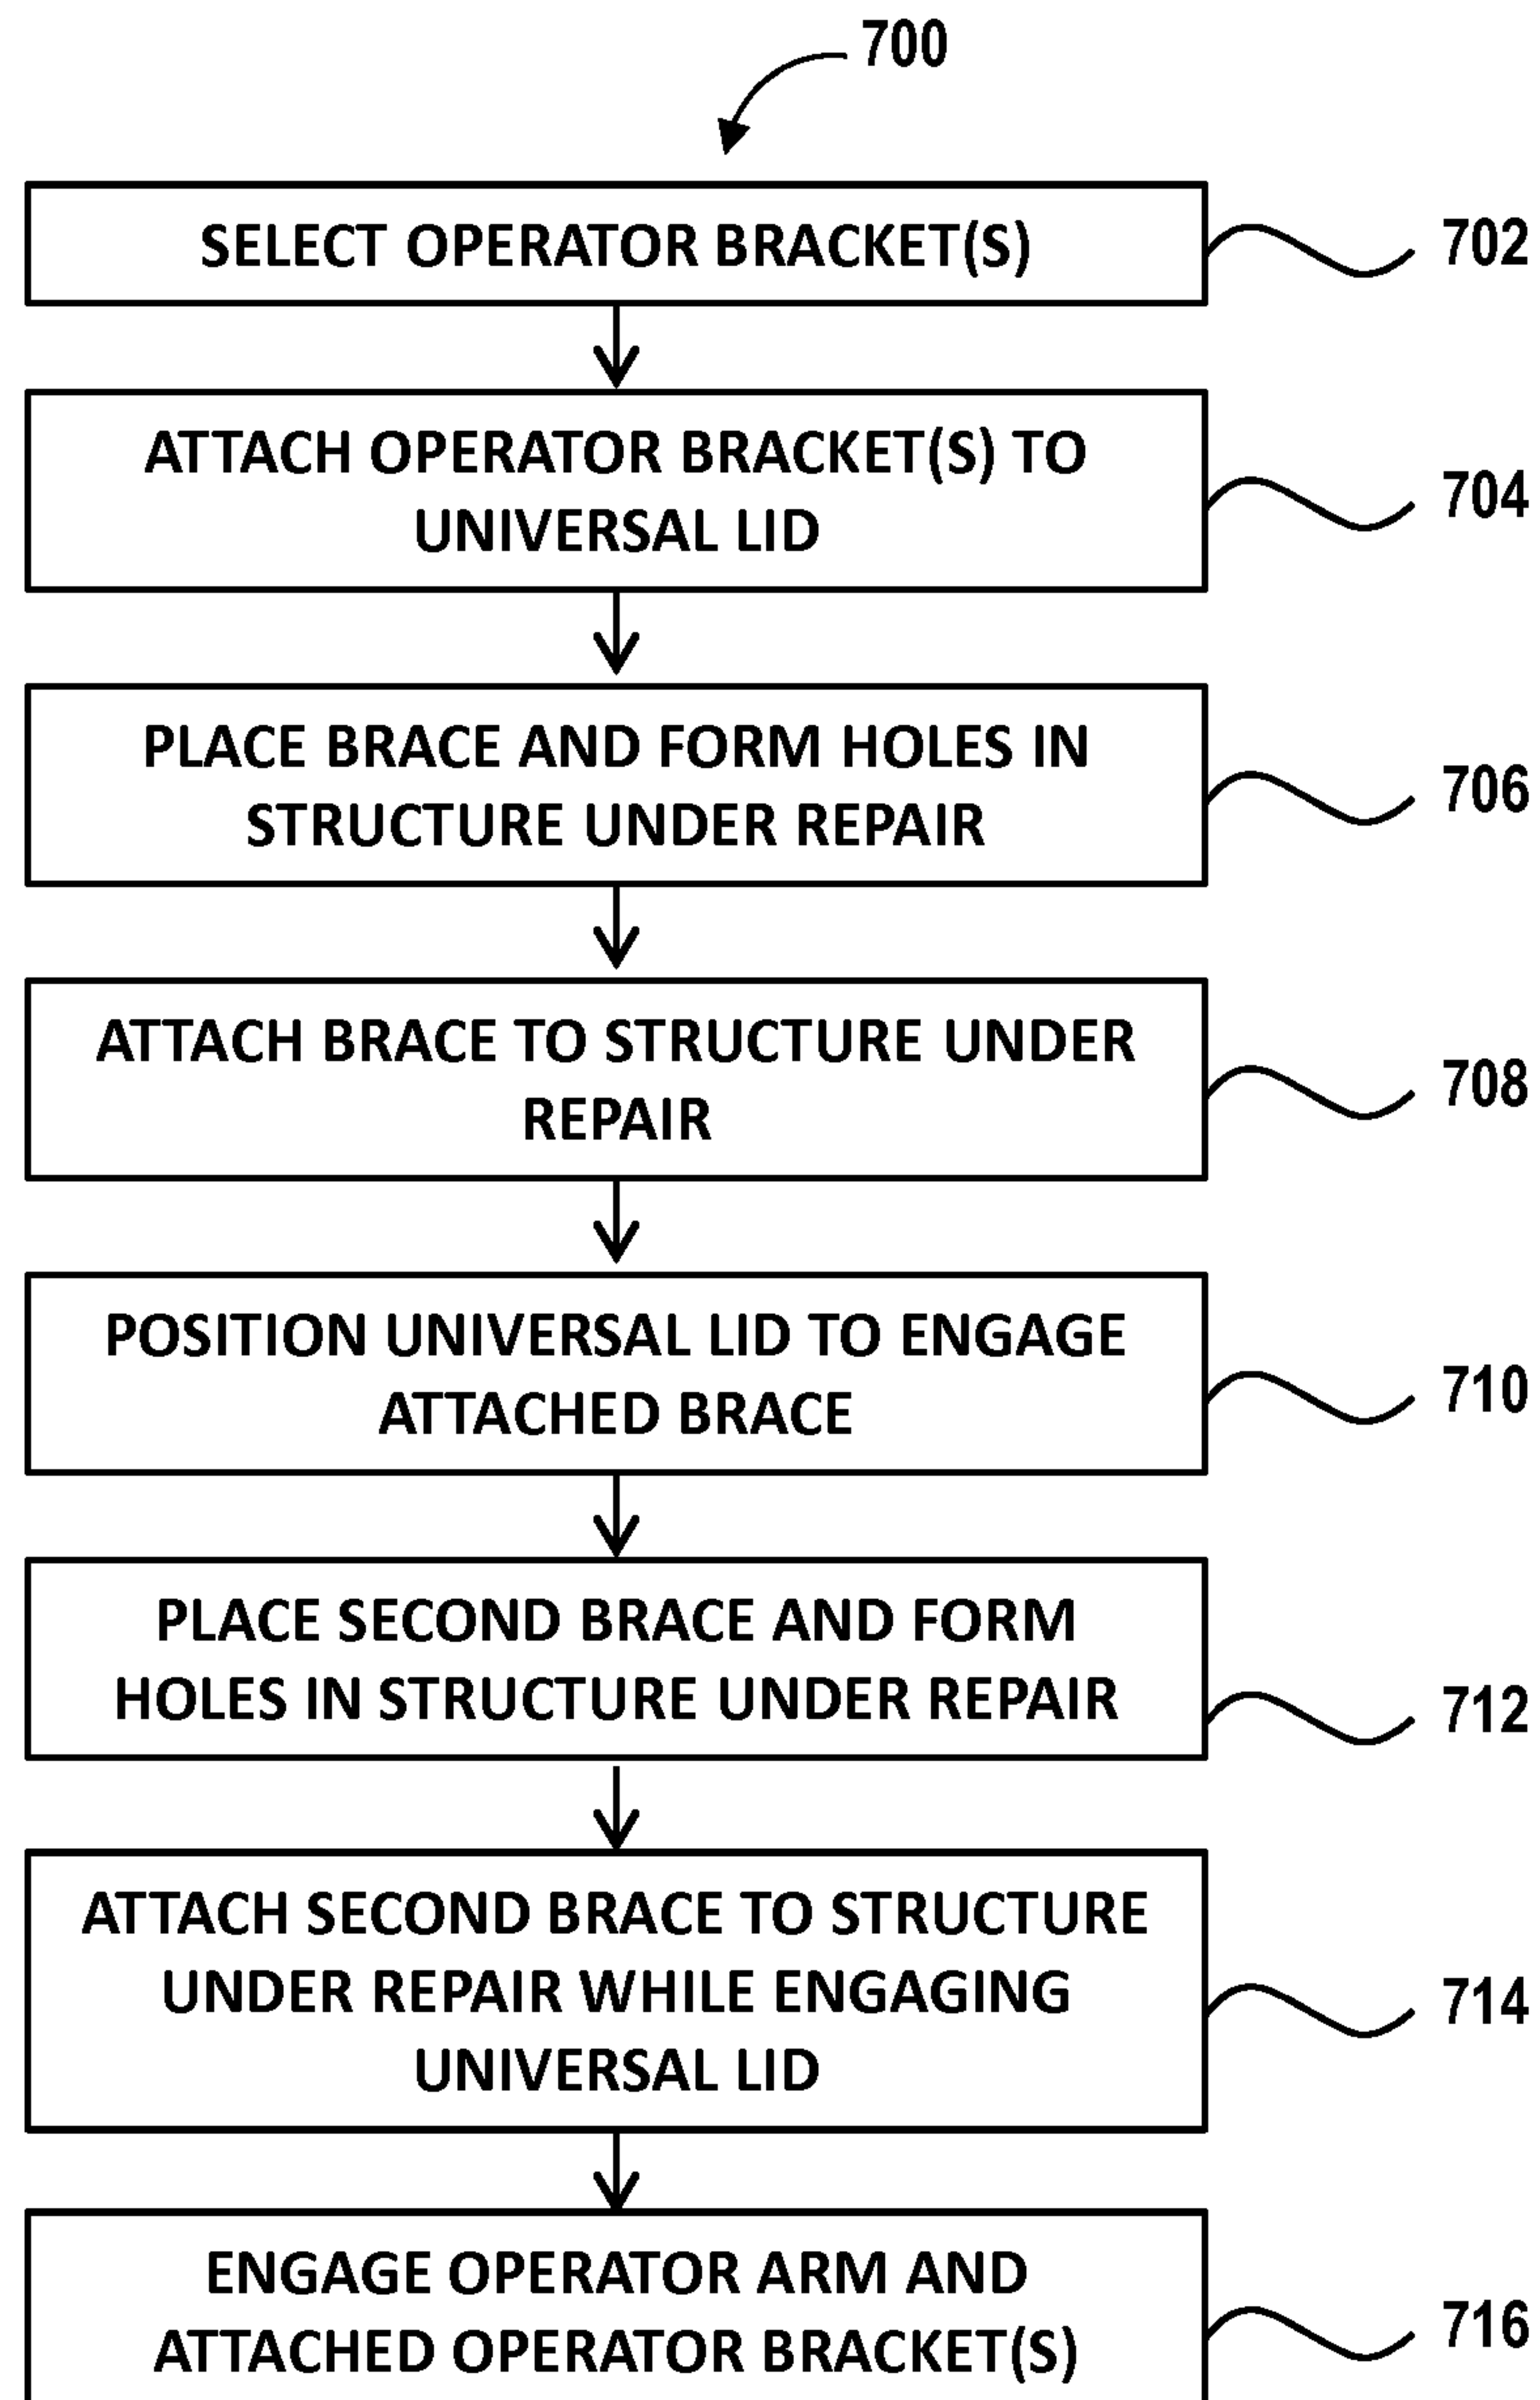 700
SELECT OPERATOR BRACKET(S)
702
ATTACH OPERATOR BRACKET(S) TO
UNIVERSAL LID
704
PLACE BRACE AND FORM HOLES IN
STRUCTURE UNDER REPAIR
706
ATTACH BRACE TO STRUCTURE UNDER
REPAIR
708
POSITION UNIVERSAL LID TO ENGAGE
ATTACHED BRACE
710
PLACE SECOND BRACE AND FORM
HOLES IN STRUCTURE UNDER REPAIR
712
ATTACH SECOND BRACE TO STRUCTURE
UNDER REPAIR WHILE ENGAGING
UNIVERSAL LID
714
ENGAGE OPERATOR ARM AND
ATTACHED OPERATOR BRACKET(S)
716